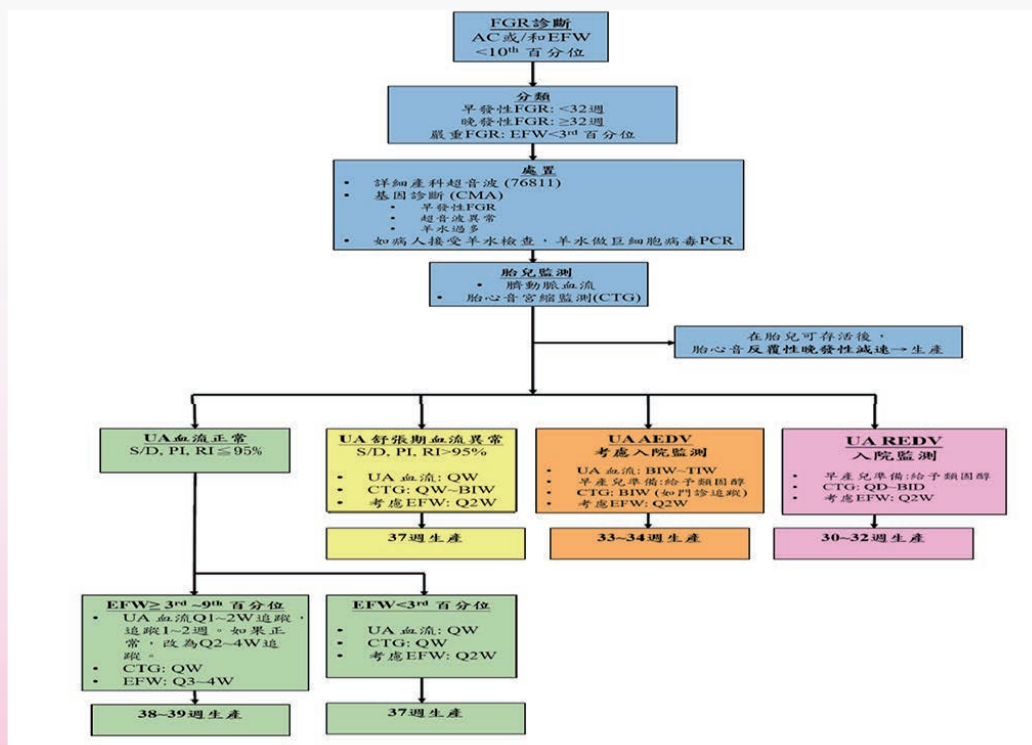 FGR診斷
AC或/和EFW
<10th 百分位
分類
早發性FGR: <32週
晚發性FGR: ≥32週
嚴重FGR: EFW<3rd 百分位
處置
• 詳細產科超音波 (76811)
• 基因診斷 (CMA)
• 早發性FGR
• 超音波異常
• 羊水過多
• 如病人接受羊水檢查，羊水做巨細胞病毒PCR
胎兒監測
• 臍動脈血流
• 胎心音宮縮監測(CTG)
在胎兒可存活後，
胎心音反覆性晚發性減速→生產
UA血流正常
S/D, PI, RI≦95%
UA 舒張期血流異常
S/D, PI, RI>95%
• UA 血流: QW
• CTG: QW~BIW
• 考慮EFW: Q2W
37週生產
UA AEDV
考慮入院監測
• UA 血流: BIW~TIW
• 早產兒準備:給予類固醇
• CTG: BIW (如門診追蹤)
• 考慮EFW: Q2W
33~34週生產
UA REDV
入院監測
• 早產兒準備:給予類固醇
• CTG: QD~BID
• 考慮EFW: Q2W
30~32週生產
EFW≥ 3rd ~9th 百分位
• UA 血流Q1~2W追蹤，
追蹤1~2週。如果正
常，改為Q2~4W追
蹤。
• CTG: QW
• EFW: Q3~4W
38~39週生產
EFW<3rd 百分位
• UA 血流: QW
• CTG: QW
• 考慮EFW: Q2W
37週生產